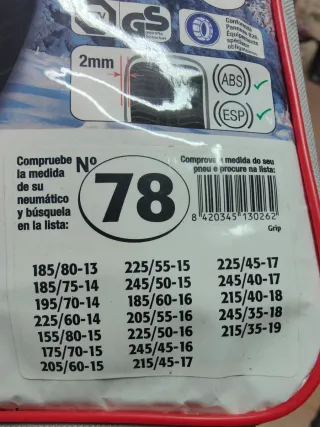 GS
Conforme
2mm
ABS
ESP
Compruebe
la medida
de su
neumático
y búsquela
en la lista:
Nº
78
Comprove a medida do seu
pneu e procure na lista:
8 420345 130262
Grip
185/80-13
185/75-14
195/70-14
225/60-14
155/80-15
175/70-15
205/60-15
225/55-15
245/50-15
185/60-16
205/55-16
225/50-16
245/45-16
215/45-17
225/45-17
245/40-17
215/40-18
245/35-18
215/35-19